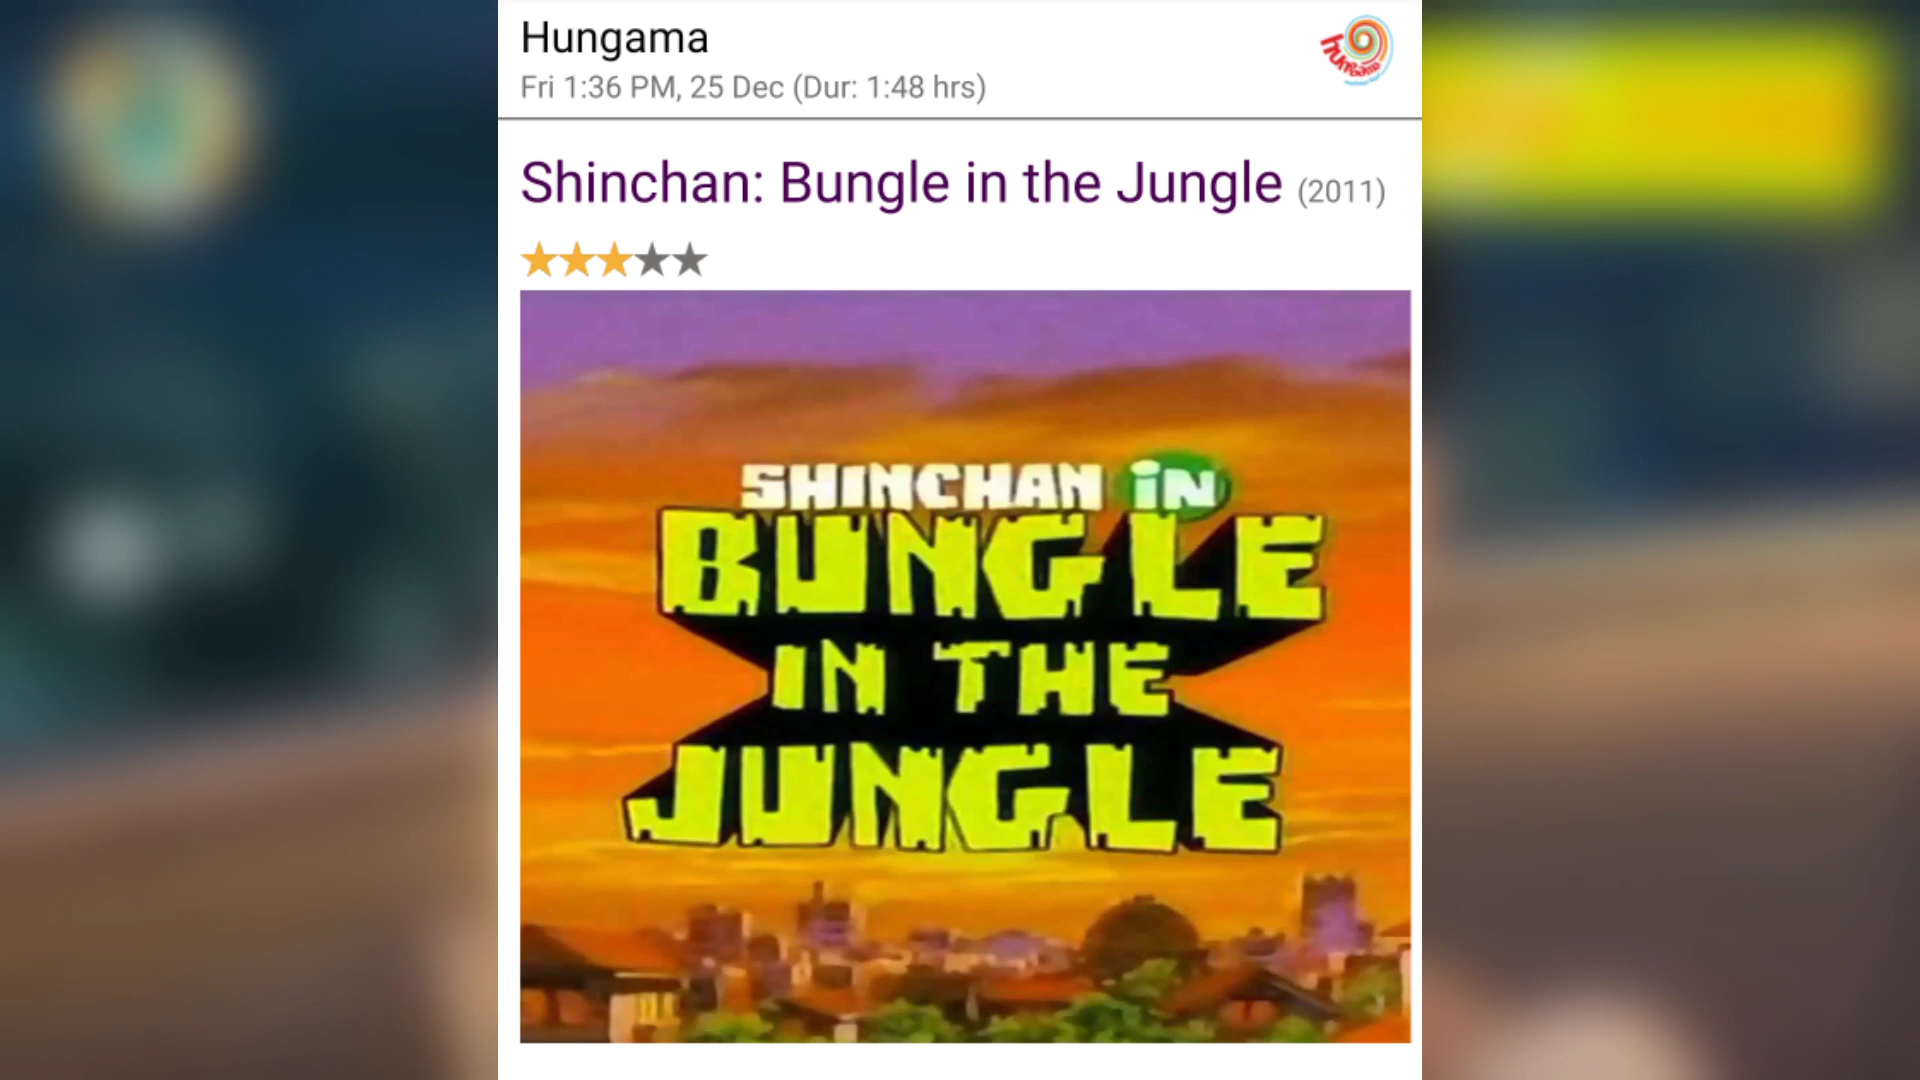 Hungama
Fri 1:36 PM, 25 Dec (Dur: 1:48 hrs)
hungama
Shinchan: Bungle in the Jungle (2011)
SHINCHAN iN
BUNGLE
IN THE
JUNGLE